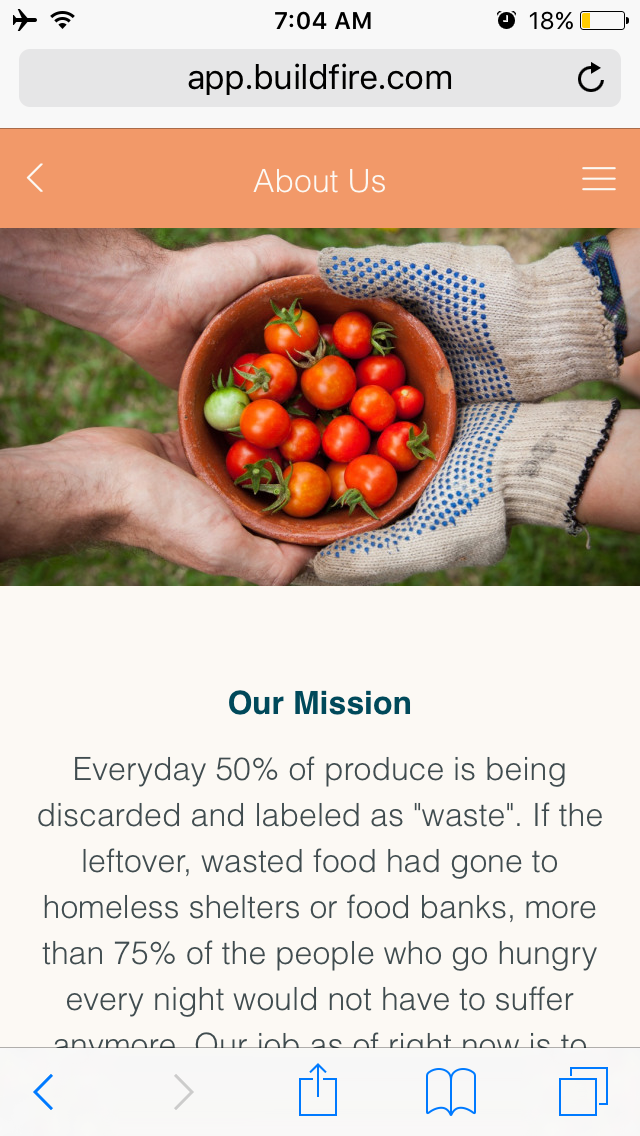 7:04 AM 18%
app.buildfire.com
About Us
Our Mission
Everyday 50% of produce is being
discarded and labeled as "waste". If the
leftover, wasted food had gone to
homeless shelters or food banks, more
than 75% of the people who go hungry
every night would not have to suffer
anymore. Our job as of right now is to